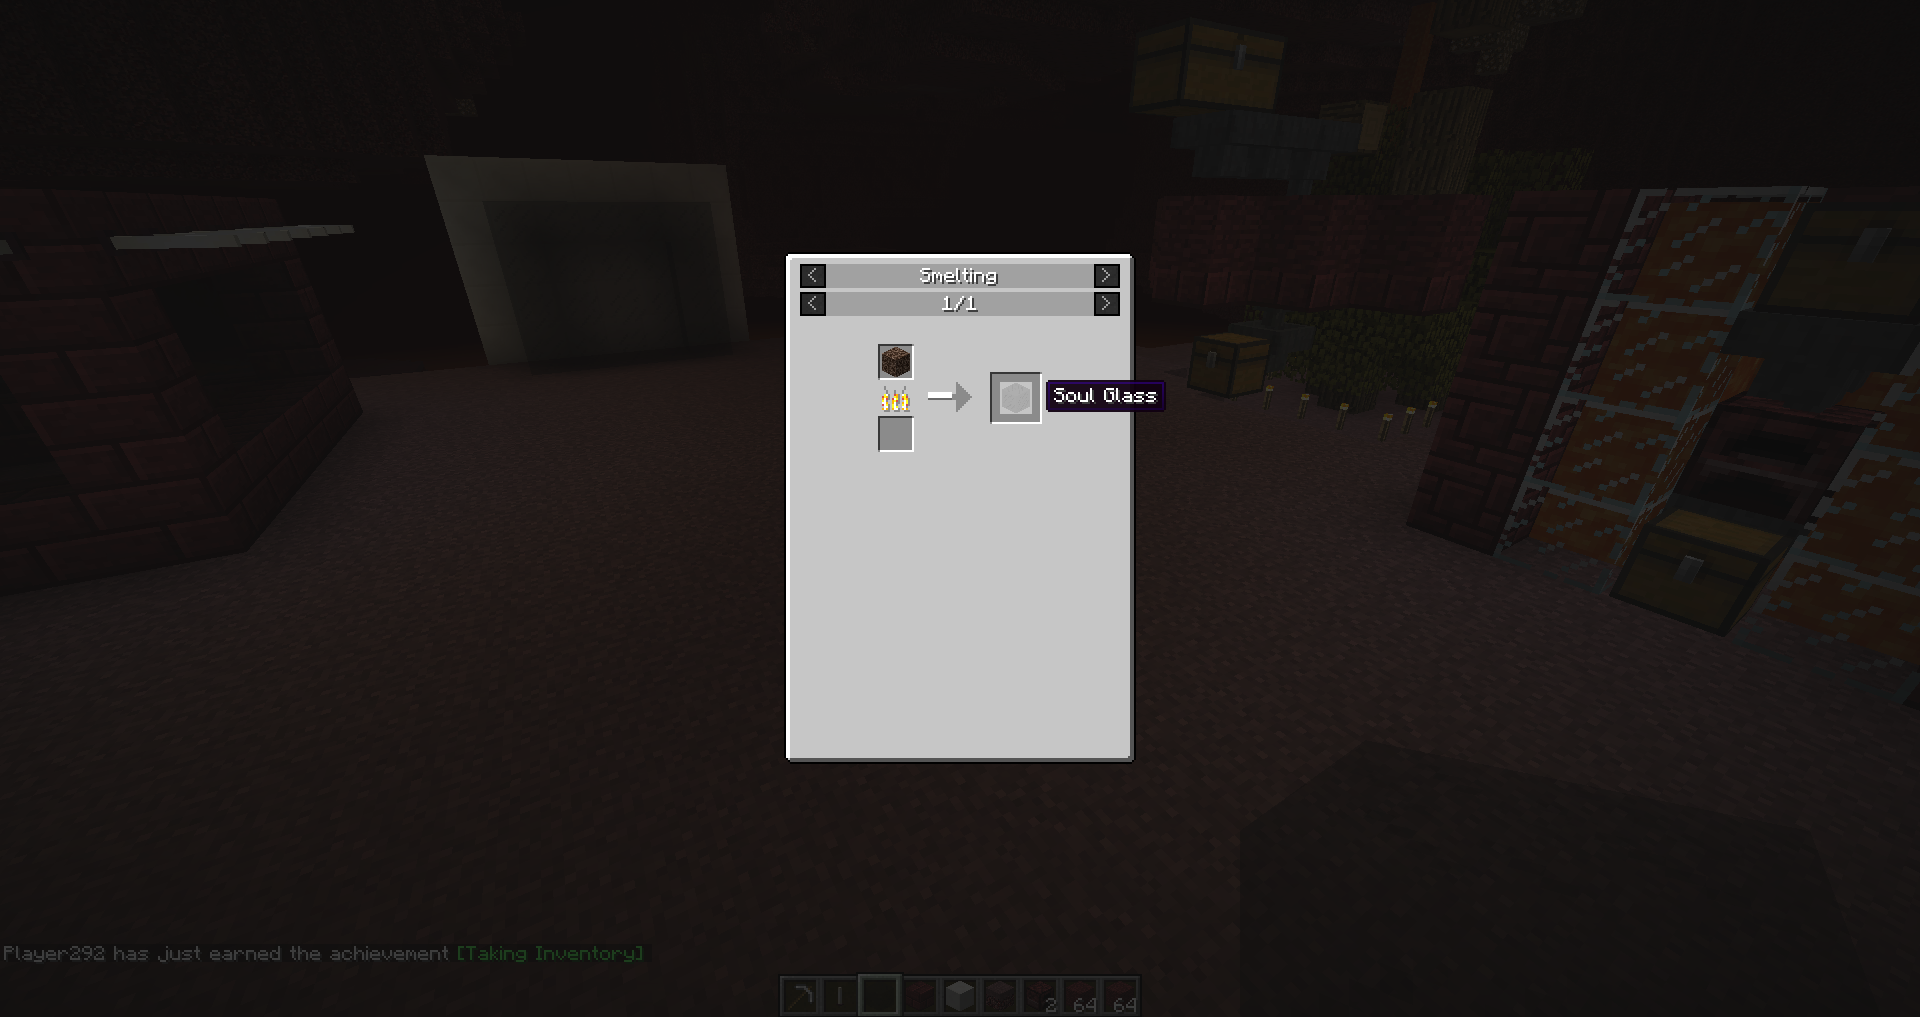 Smelting
1/1
Soul Glass
Player292 has just earned the achievement [Taking Inventory]
2 64 64